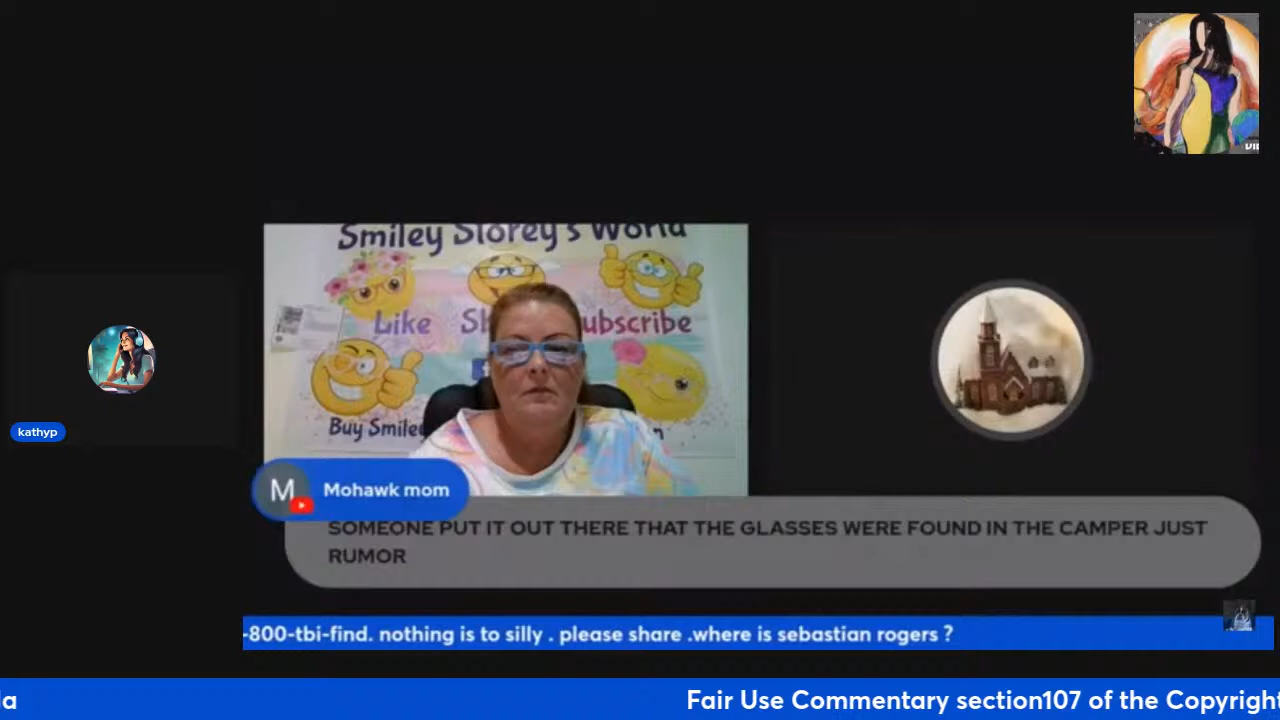 Smiley Storey's World
Like
ubscribe
Buy
kathyp
M
Mohawk mom
SOMEONE PUT IT OUT THERE THAT THE GLASSES WERE FOUND IN THE CAMPER JUST
RUMOR
-800-tbi-find. nothing is to silly . please share .where is sebastian rogers ?
Fair Use Commentary section107 of the Copyright